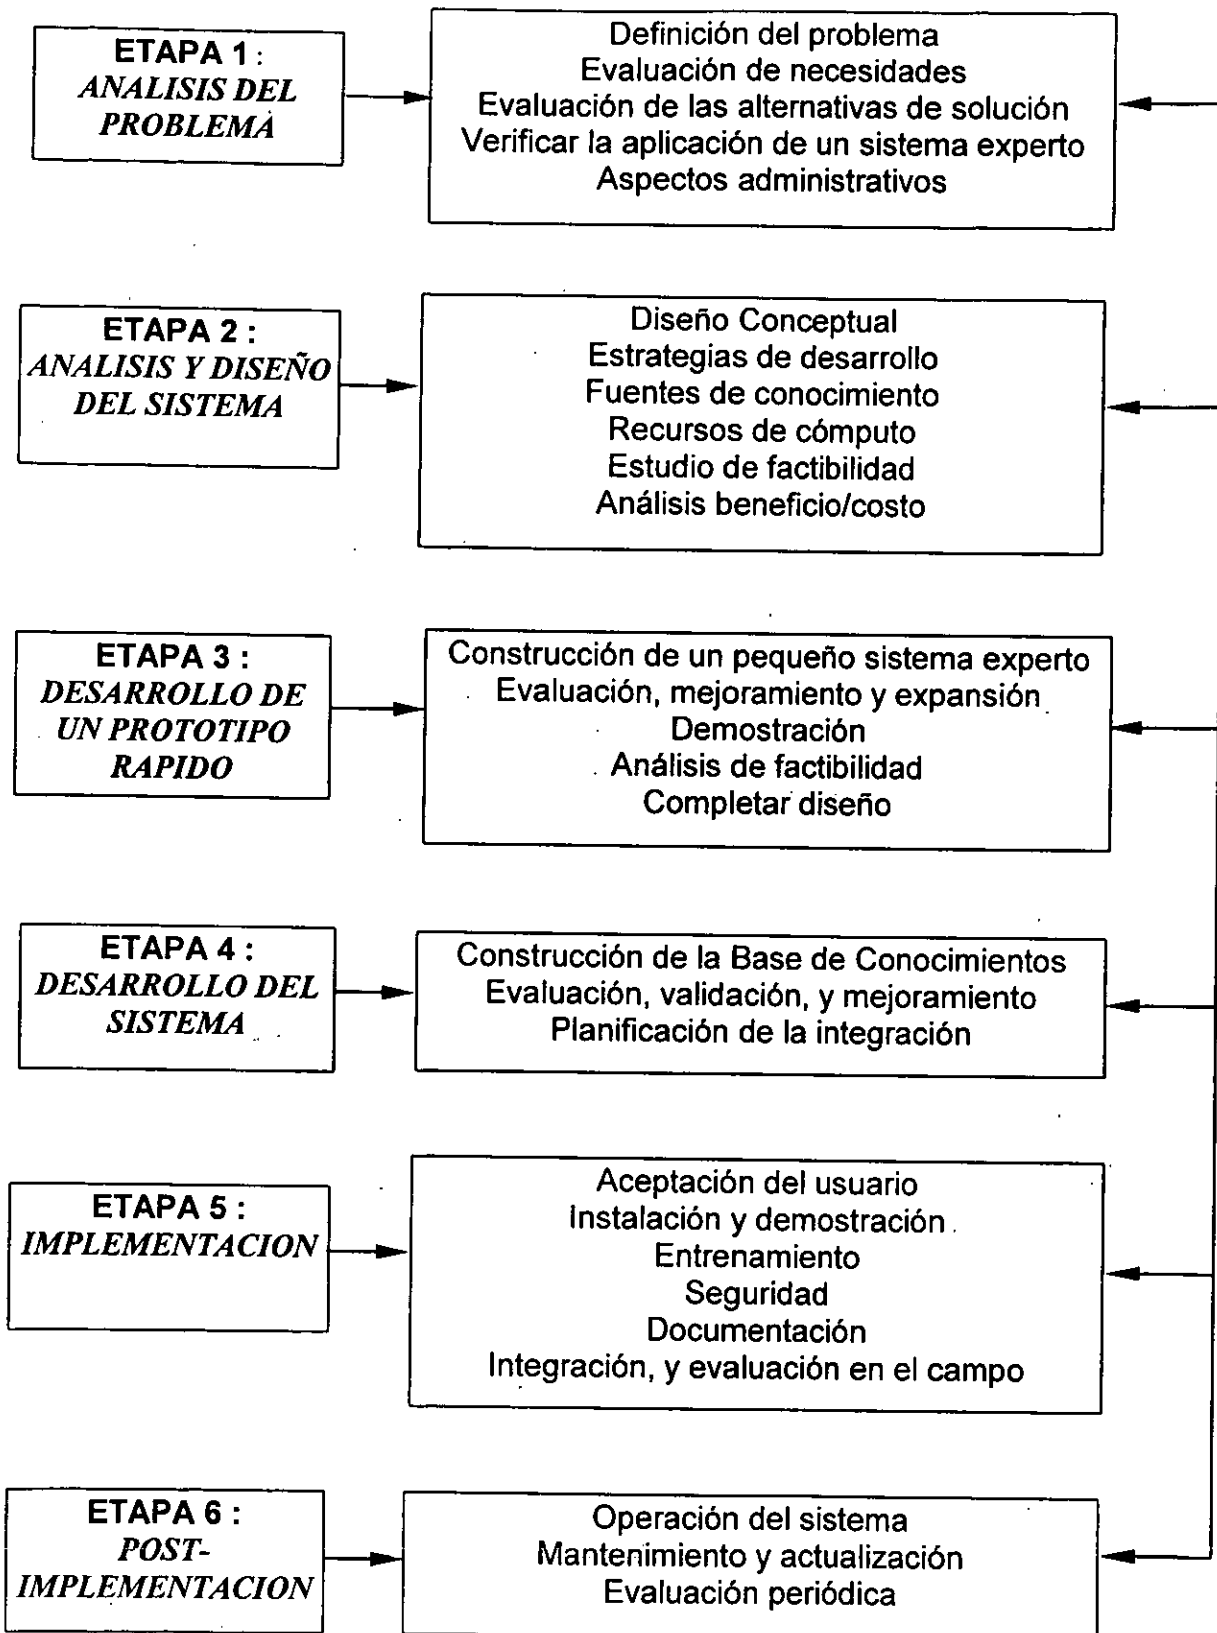 ETAPA 1 :
ANALISIS DEL
PROBLEMA
Definición del problema
Evaluación de necesidades
Evaluación de las alternativas de solución
Verificar la aplicación de un sistema experto
Aspectos administrativos
ETAPA 2 :
ANALISIS Y DISEÑO
DEL SISTEMA
Diseño Conceptual
Estrategias de desarrollo
Fuentes de conocimiento
Recursos de cómputo
Estudio de factibilidad
Análisis beneficio/costo
ETAPA 3 :
DESARROLLO DE
UN PROTOTIPO
RAPIDO
Construcción de un pequeño sistema experto
Evaluación, mejoramiento y expansión
Demostración
Análisis de factibilidad
Completar diseño
ETAPA 4 :
DESARROLLO DEL
SISTEMA
Construcción de la Base de Conocimientos
Evaluación, validación, y mejoramiento
Planificación de la integración
ETAPA 5 :
IMPLEMENTACION
Aceptación del usuario
Instalación y demostración
Entrenamiento
Seguridad
Documentación
Integración, y evaluación en el campo
ETAPA 6 :
POST-
IMPLEMENTACION
Operación del sistema
Mantenimiento y actualización
Evaluación periódica